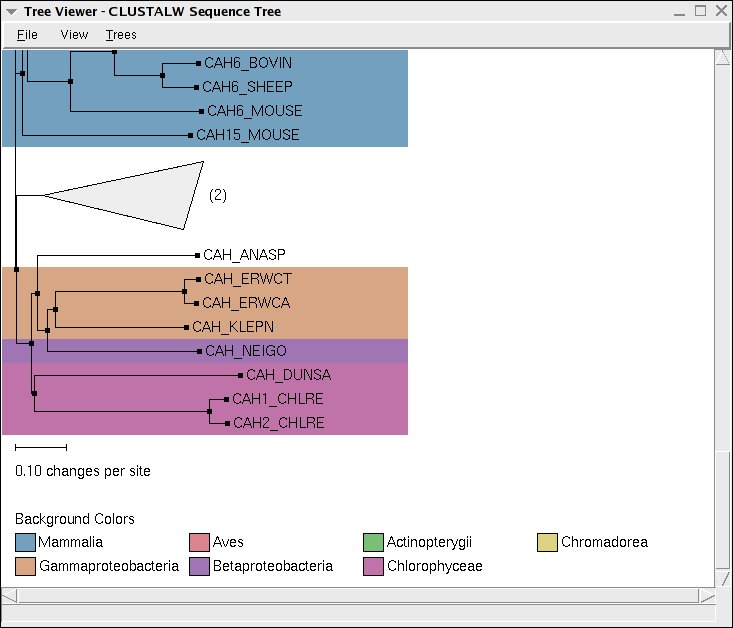 Tree Viewer - CLUSTALW Sequence Tree
File View Trees
CAH6_BOVIN
CAH6_SHEEP
CAH6_MOUSE
CAH15_MOUSE
(2)
CAH_ANASP
CAH_ERWCT
CAH_ERWCA
CAH_KLEPN
CAH_NEIGO
CAH_DUNSA
CAH1_CHLRE
CAH2_CHLRE
0.10 changes per site
Background Colors
Mammalia Aves Actinopterygii Chromadorea
Gammaproteobacteria Betaproteobacteria Chlorophyceae